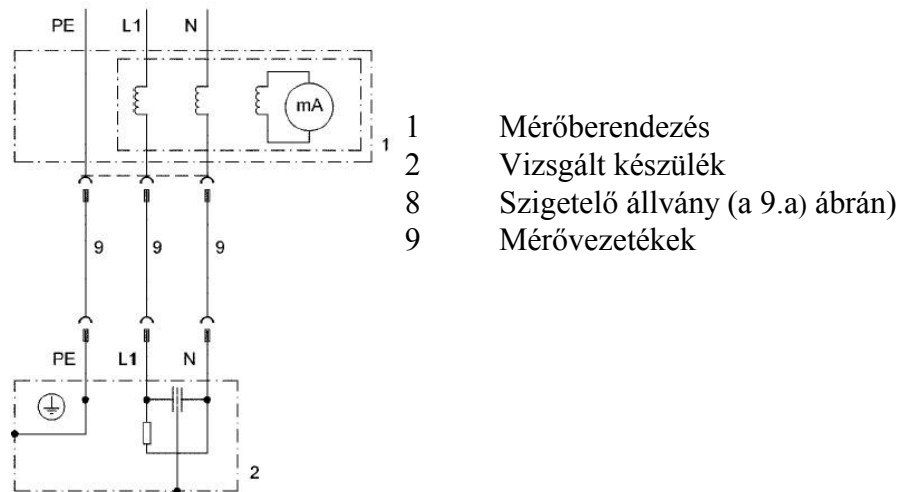 PE L1 N
mA
1
1 Mérőberendezés
2 Vizsgált készülék
8 Szigetelő állvány (a 9.a) ábrán)
9 Mérővezetékek
9 9 9
PE L1 N
2